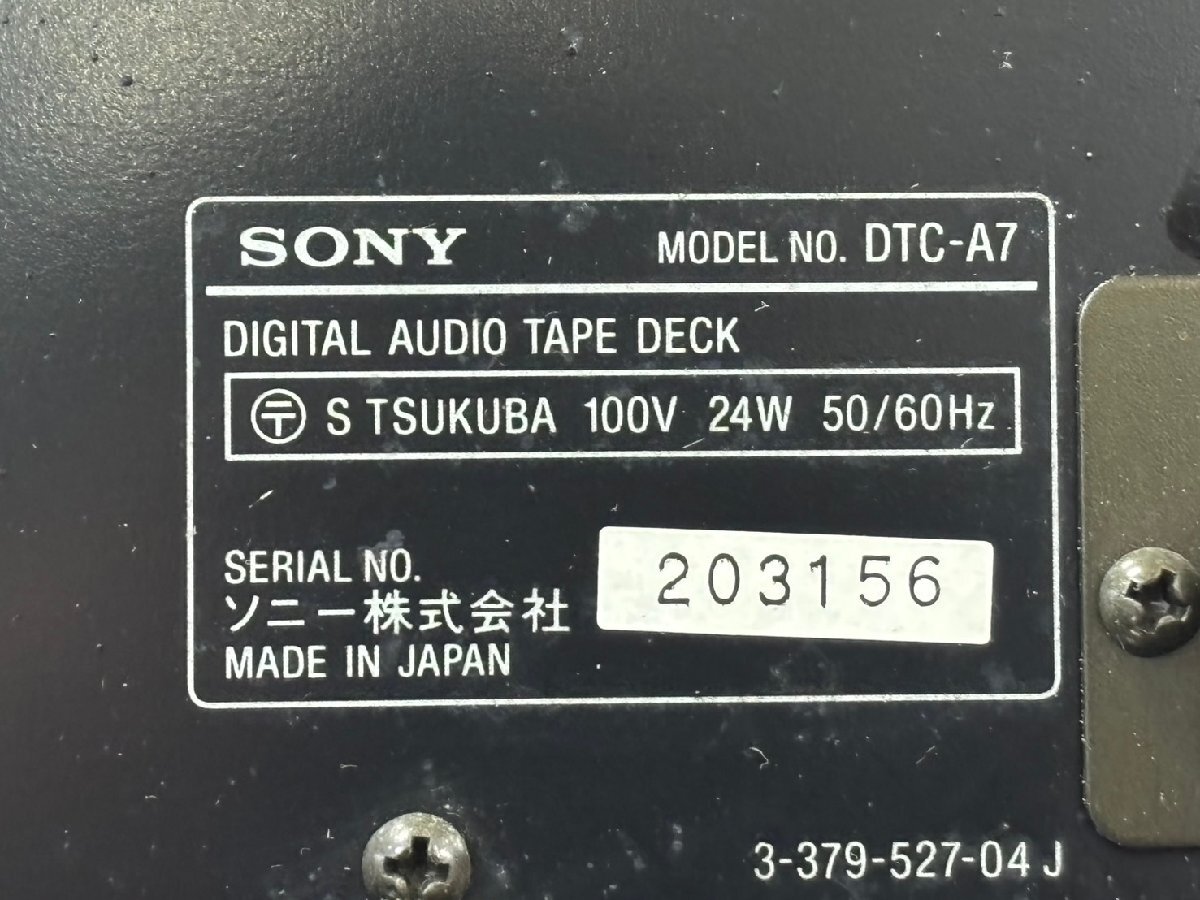 SONY MODEL NO. DTC-A7
DIGITAL AUDIO TAPE DECK
〒 S TSUKUBA 100V 24W 50/60Hz
SERIAL NO. 203156
ソニー株式会社
MADE IN JAPAN
3-379-527-04 J